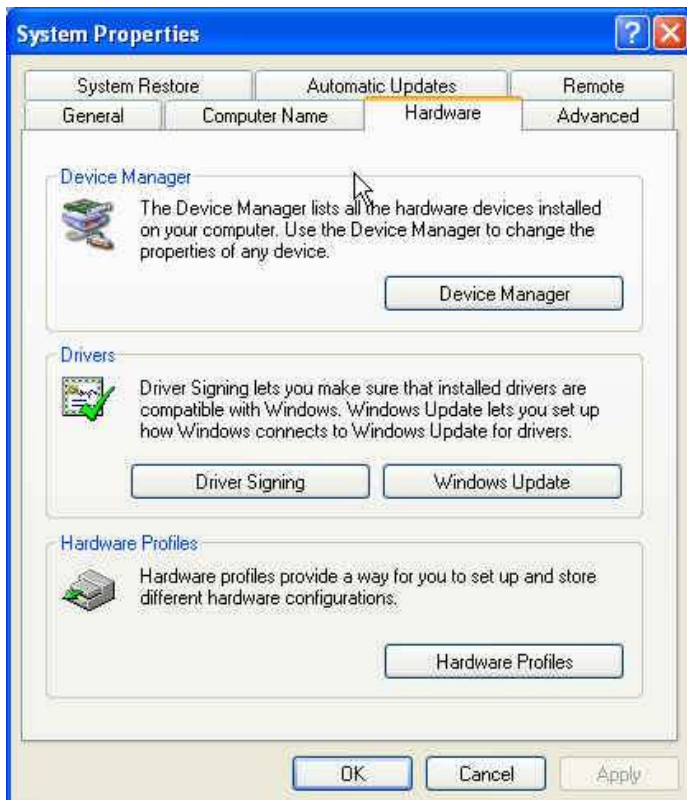 System Properties
System Restore
Automatic Updates
Remote
General
Computer Name
Hardware
Advanced
Device Manager
The Device Manager lists all the hardware devices installed
on your computer. Use the Device Manager to change the
properties of any device.
Device Manager
Drivers
Driver Signing lets you make sure that installed drivers are
compatible with Windows. Windows Update lets you set up
how Windows connects to Windows Update for drivers.
Driver Signing
Windows Update
Hardware Profiles
Hardware profiles provide a way for you to set up and store
different hardware configurations.
Hardware Profiles
OK
Cancel
Apply